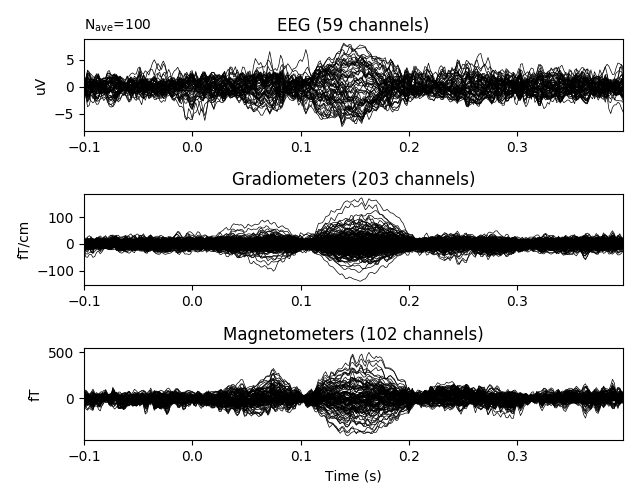 N_ave=100
EEG (59 channels)
uV
5
0
−5
−0.1 0.0 0.1 0.2 0.3
Gradiometers (203 channels)
fT/cm
100
0
−100
−0.1 0.0 0.1 0.2 0.3
Magnetometers (102 channels)
fT
500
0
−0.1 0.0 0.1 0.2 0.3
Time (s)